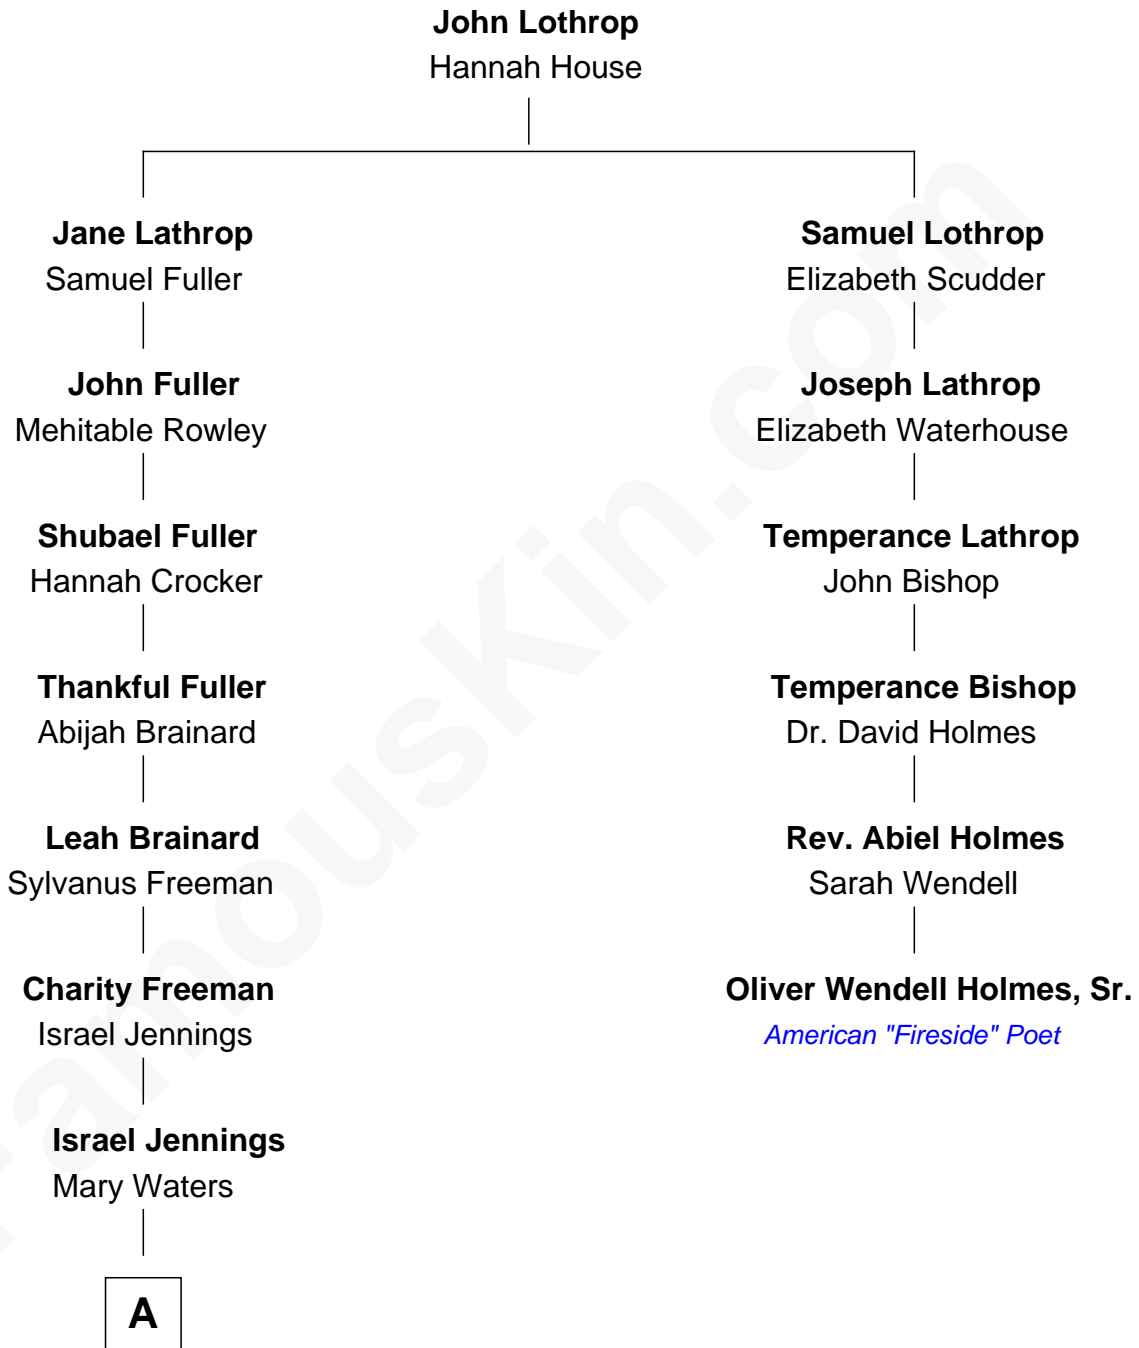 John Lothrop
Hannah House
Jane Lathrop
Samuel Fuller
Samuel Lothrop
Elizabeth Scudder
John Fuller
Mehitable Rowley
Joseph Lathrop
Elizabeth Waterhouse
Shubael Fuller
Hannah Crocker
Temperance Lathrop
John Bishop
Thankful Fuller
Abijah Brainard
Temperance Bishop
Dr. David Holmes
Leah Brainard
Sylvanus Freeman
Rev. Abiel Holmes
Sarah Wendell
Charity Freeman
Israel Jennings
Oliver Wendell Holmes, Sr.
American "Fireside" Poet
Israel Jennings
Mary Waters
A
FamousKin.com